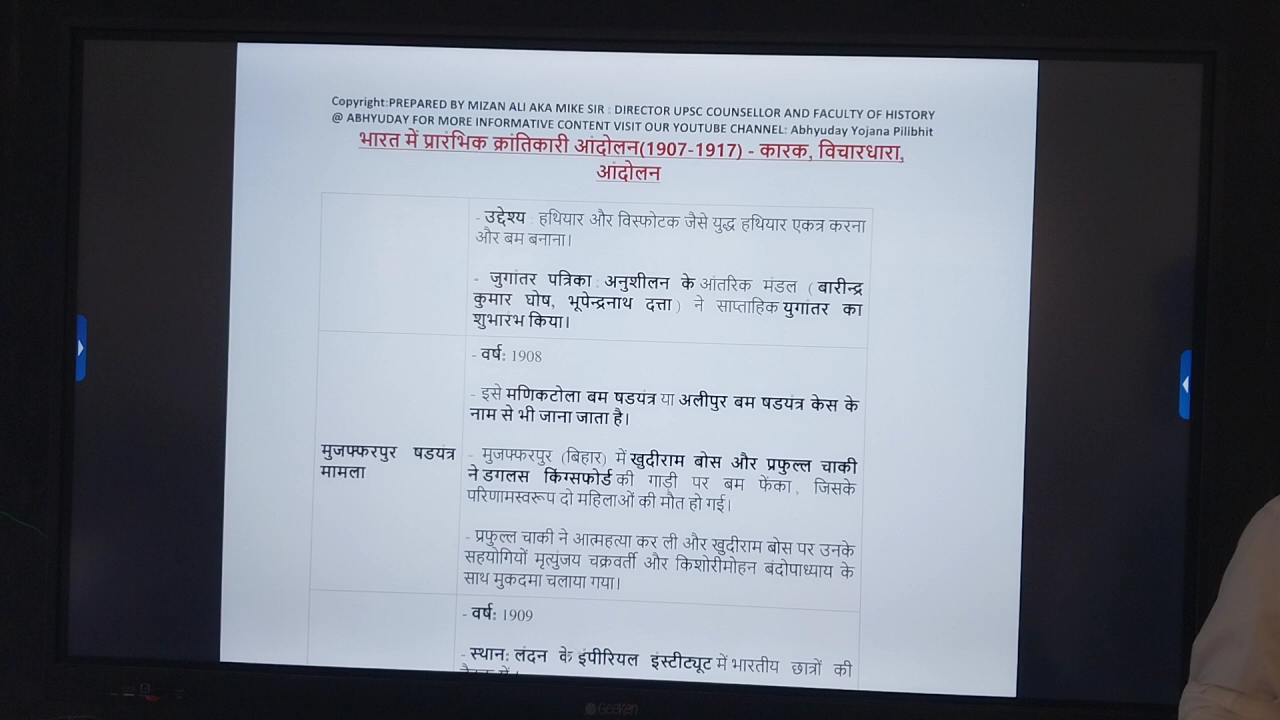 Copyright:PREPARED BY MIZAN ALI AKA MIKE SIR : DIRECTOR UPSC COUNSELLOR AND FACULTY OF HISTORY
@ ABHYUDAY FOR MORE INFORMATIVE CONTENT VISIT OUR YOUTUBE CHANNEL: Abhyuday Yojana Pilibhit
भारत में प्रारंभिक क्रांतिकारी आंदोलन(1907-1917) - कारक, विचारधारा,
आंदोलन
- उद्देश्य : हथियार और विस्फोटक जैसे युद्ध हथियार एकत्र करना
और बम बनाना।
- जुगांतर पत्रिका : अनुशीलन के आंतरिक मंडल ( बारीन्द्र
कुमार घोष, भूपेन्द्रनाथ दत्ता ) ने साप्ताहिक युगांतर का
शुभारंभ किया।
मुजफ्फरपुर षडयंत्र
मामला
- वर्ष: 1908
- इसे मणिकटोला बम षडयंत्र या अलीपुर बम षडयंत्र केस के
नाम से भी जाना जाता है।
- मुजफ्फरपुर (बिहार) में खुदीराम बोस और प्रफुल्ल चाकी
ने डगलस किंग्सफोर्ड की गाड़ी पर बम फेंका , जिसके
परिणामस्वरूप दो महिलाओं की मौत हो गई।
- प्रफुल्ल चाकी ने आत्महत्या कर ली और खुदीराम बोस पर उनके
सहयोगियों मृत्युंजय चक्रवर्ती और किशोरीमोहन बंदोपाध्याय के
साथ मुकदमा चलाया गया।
- वर्ष: 1909
- स्थान: लंदन के इंपीरियल इंस्टीट्यूट में भारतीय छात्रों की
Geeken